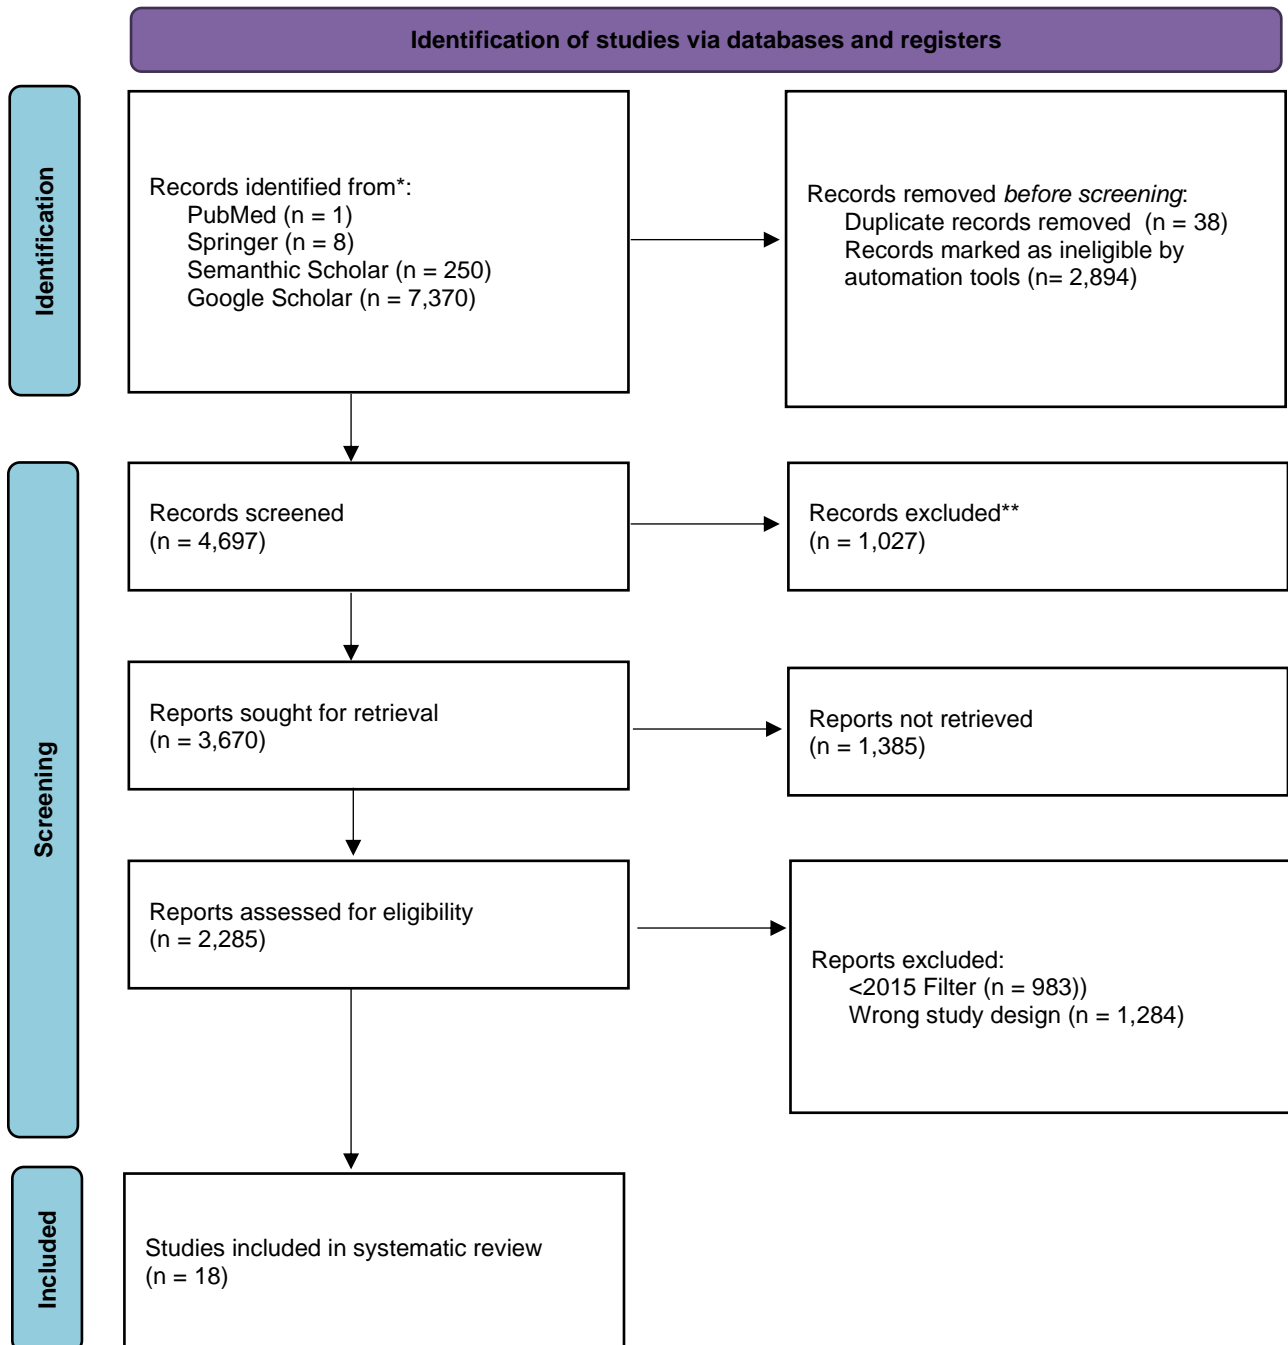 Identification of studies via databases and registers
Identification
Records identified from*:
PubMed (n = 1)
Springer (n = 8)
Semanthic Scholar (n = 250)
Google Scholar (n = 7,370)
Records removed before screening:
Duplicate records removed  (n = 38)
Records marked as ineligible by
automation tools (n= 2,894)
Screening
Records screened
(n = 4,697)
Records excluded**
(n = 1,027)
Reports sought for retrieval
(n = 3,670)
Reports not retrieved
(n = 1,385)
Reports assessed for eligibility
(n = 2,285)
Reports excluded:
<2015 Filter (n = 983))
Wrong study design (n = 1,284)
Included
Studies included in systematic review
(n = 18)